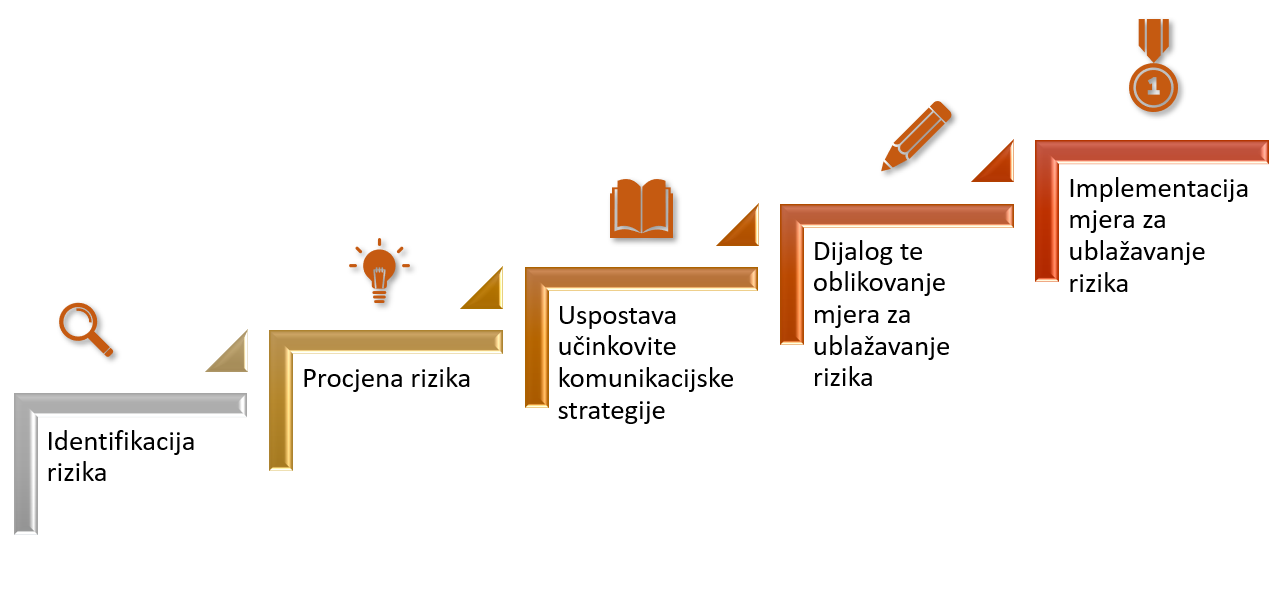 1
Implementacija
mjera za
ublažavanje
rizika
Dijalog te
oblikovanje
mjera za
ublažavanje
rizika
Uspostava
učinkovite
komunikacijske
strategije
Procjena rizika
Identifikacija
rizika